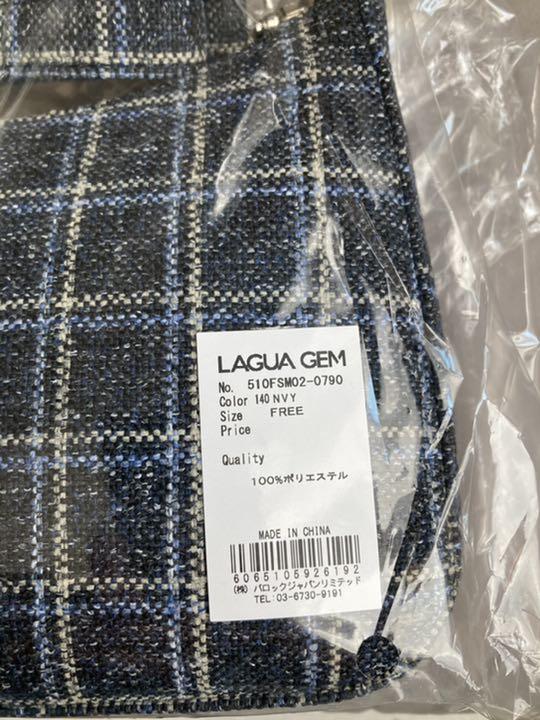 LAGUA GEM
No. 510FSM02-0790
Color 140 NVY
Size FREE
Price
Quality
100%ポリエステル
MADE IN CHINA
6065105926192
(株) バロックジャパンリミテッド
TEL: 03-6730-9191